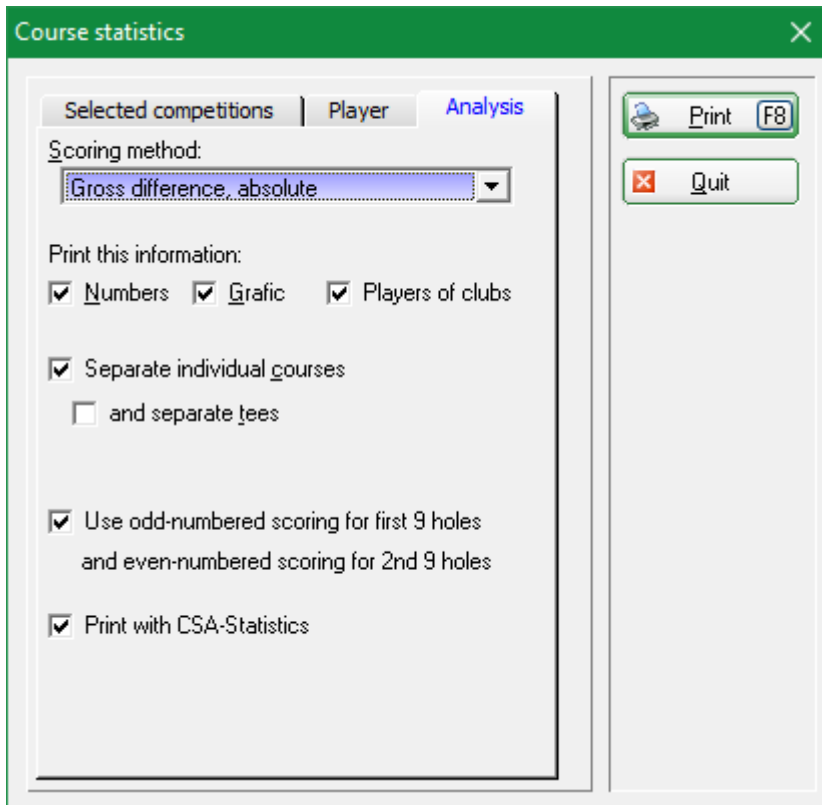 Course statistics
Selected competitions
Player
Analysis
Scoring method:
Gross difference, absolute
Print this information:
Numbers
Grafic
Players of clubs
Separate individual courses
and separate tees
Use odd-numbered scoring for first 9 holes
and even-numbered scoring for 2nd 9 holes
Print with CSA-Statistics
Print F8
Quit